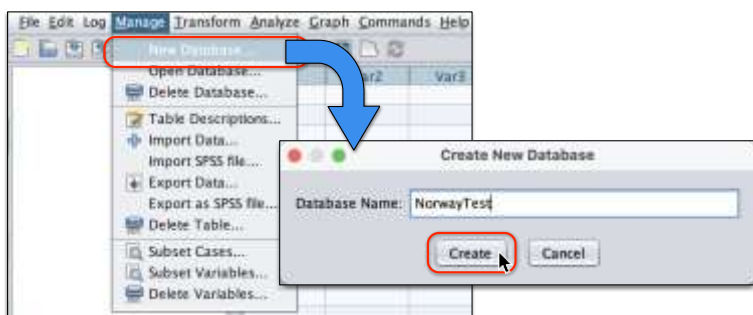 File Edit Log Manage Transform Analyze Graph Commands Help
New Database...
Open Database...
Var2 Var3
Delete Database...
Table Descriptions...
Import Data...
Import SPSS file...
Export Data...
Export as SPSS file...
Delete Table...
Subset Cases...
Subset Variables...
Delete Variables...
Create New Database
Database Name: NorwayTest
Create Cancel